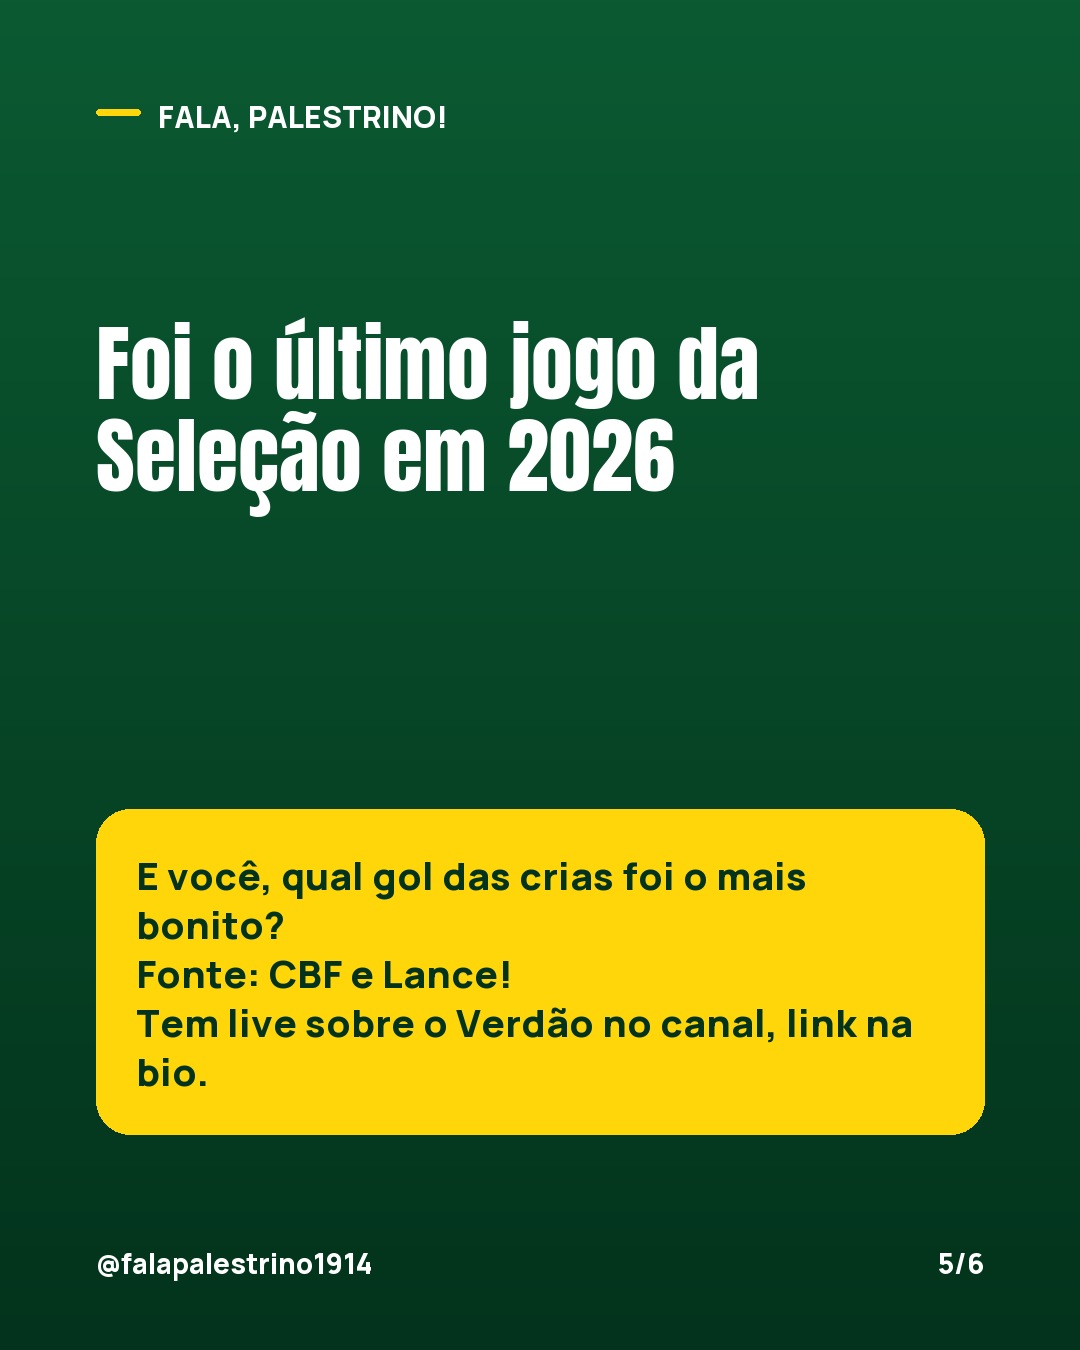 FALA, PALESTRINO!
Foi o último jogo da
Seleção em 2026
E você, qual gol das crias foi o mais
bonito?
Fonte: CBF e Lance!
Tem live sobre o Verdão no canal, link na
bio.
@falapalestrino1914
5/6